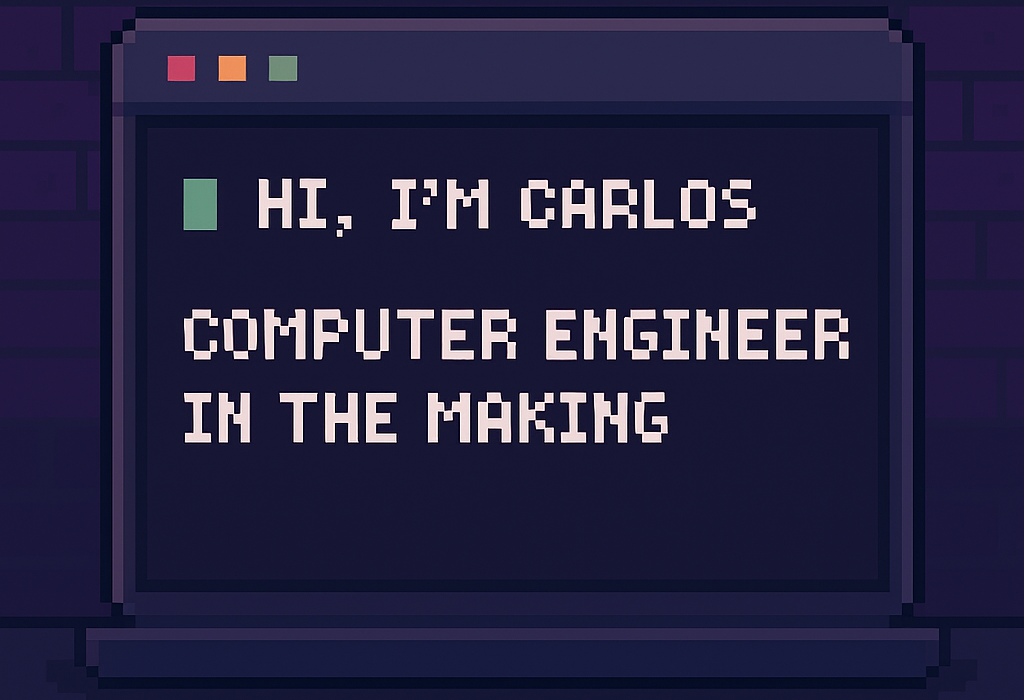 HI, I'M CARLOS
COMPUTER ENGINEER
IN THE MAKING